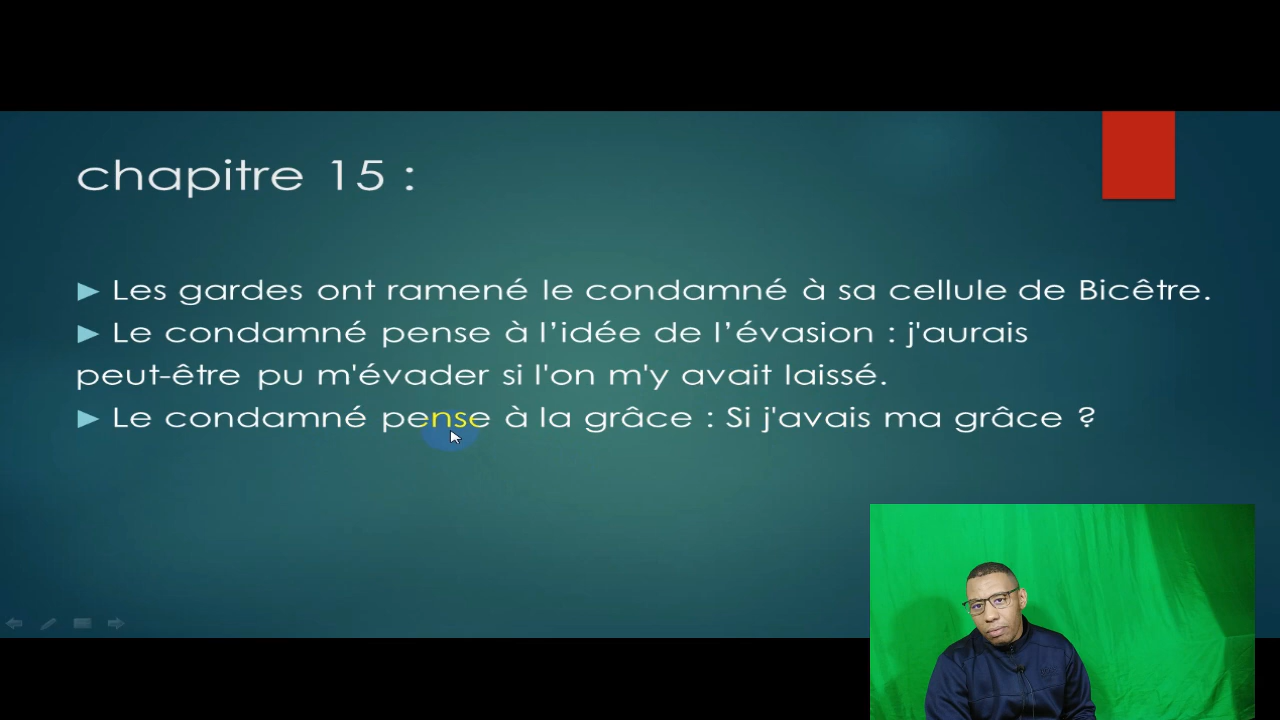 chapitre 15 :
► Les gardes ont ramené le condamné à sa cellule de Bicêtre.
► Le condamné pense à l’idée de l’évasion : j'aurais
peut-être pu m'évader si l'on m'y avait laissé.
► Le condamné pense à la grâce : Si j'avais ma grâce ?